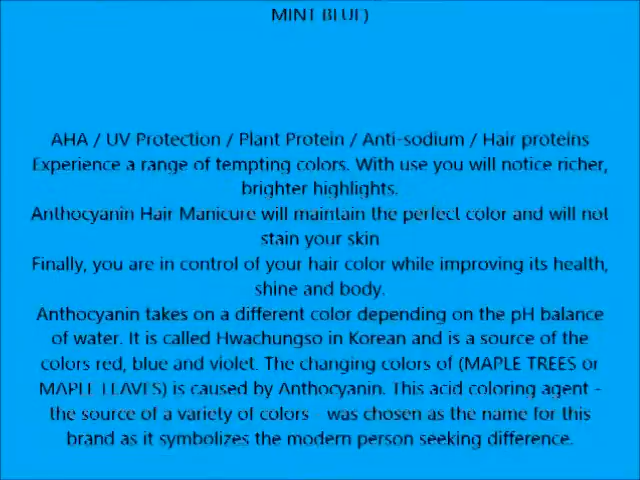 MINT BLUE)
AHA / UV Protection / Plant Protein / Anti-sodium / Hair proteins
Experience a range of tempting colors. With use you will notice richer,
brighter highlights.
Anthocyanin Hair Manicure will maintain the perfect color and will not
stain your skin
Finally, you are in control of your hair color while improving its health,
shine and body.
Anthocyanin takes on a different color depending on the pH balance
of water. It is called Hwachungso in Korean and is a source of the
colors red, blue and violet. The changing colors of (MAPLE TREES or
MAPLE LEAVES) is caused by Anthocyanin. This acid coloring agent -
the source of a variety of colors - was chosen as the name for this
brand as it symbolizes the modern person seeking difference.